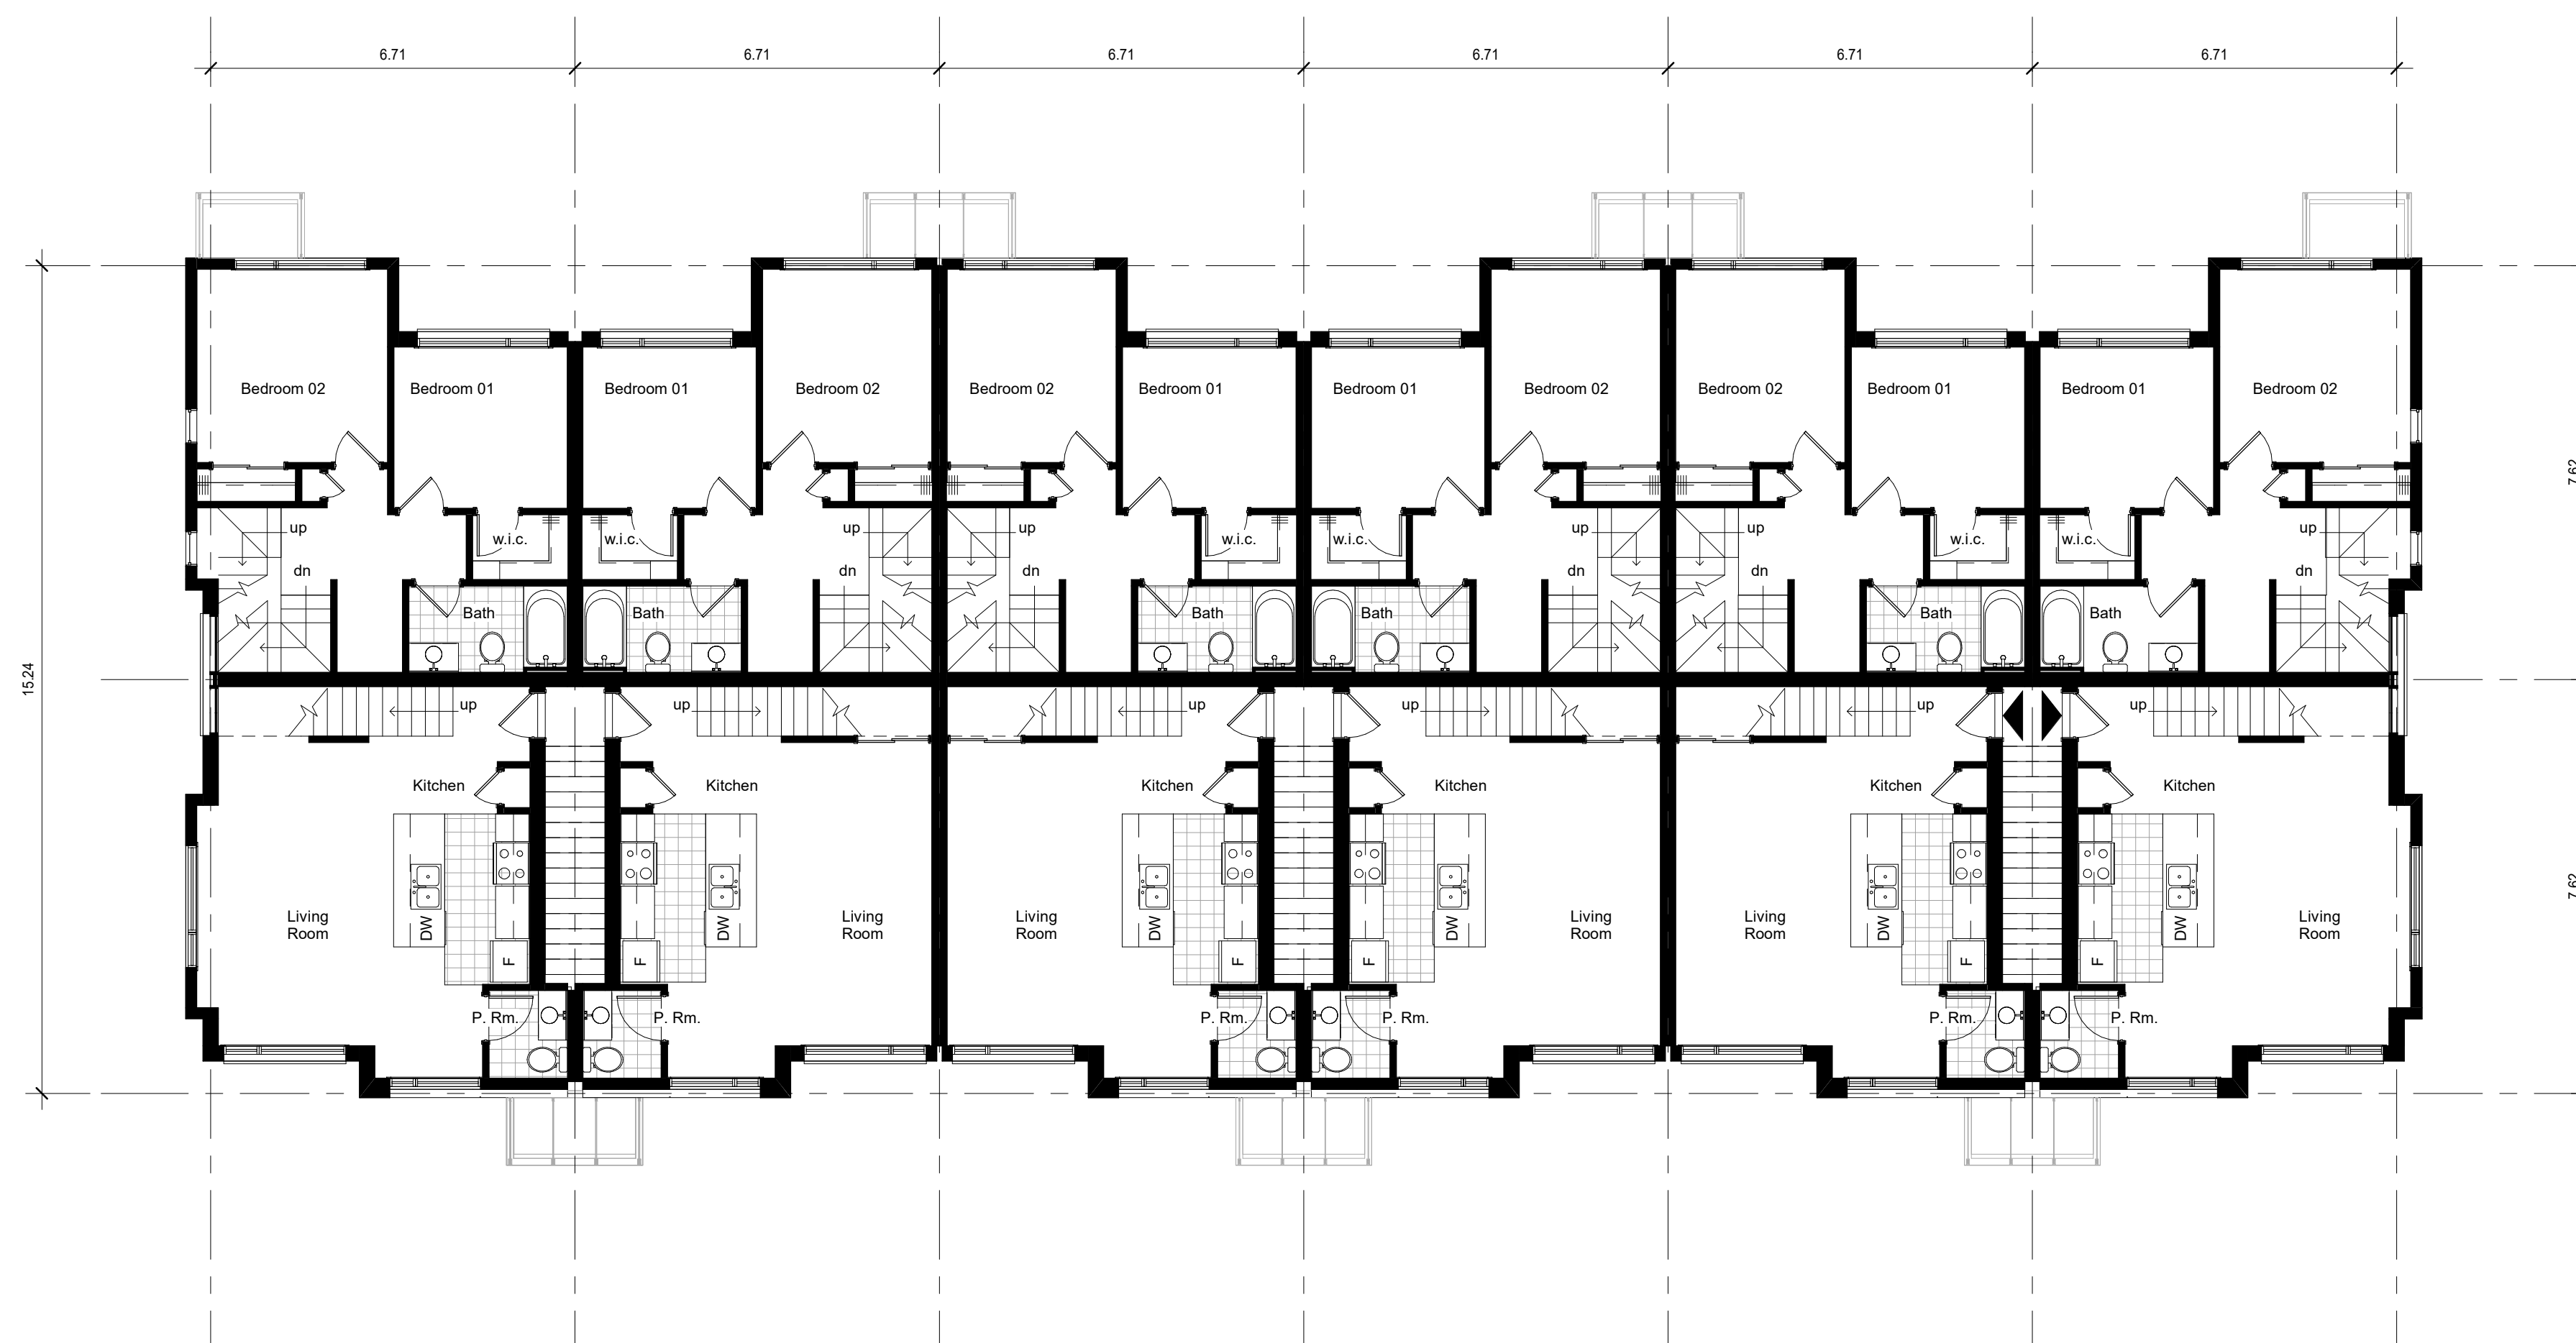 6.71 6.71 6.71 6.71 6.71 6.71
Bedroom 02 Bedroom 01 Bedroom 01 Bedroom 02 Bedroom 02 Bedroom 01 Bedroom 01 Bedroom 02 Bedroom 02 Bedroom 01 Bedroom 01 Bedroom 02
7.62
up up up up up up
w.i.c. w.i.c. w.i.c. w.i.c. w.i.c. w.i.c.
dn dn dn dn dn dn
Bath Bath Bath Bath Bath Bath
15.24
up up up up up up
Kitchen Kitchen Kitchen Kitchen Kitchen Kitchen
7.62
Living Living Living Living Living Living
Room Room Room Room Room Room
DW DW DW DW DW DW
F F F F F F
P. Rm. P. Rm. P. Rm. P. Rm. P. Rm. P. Rm.